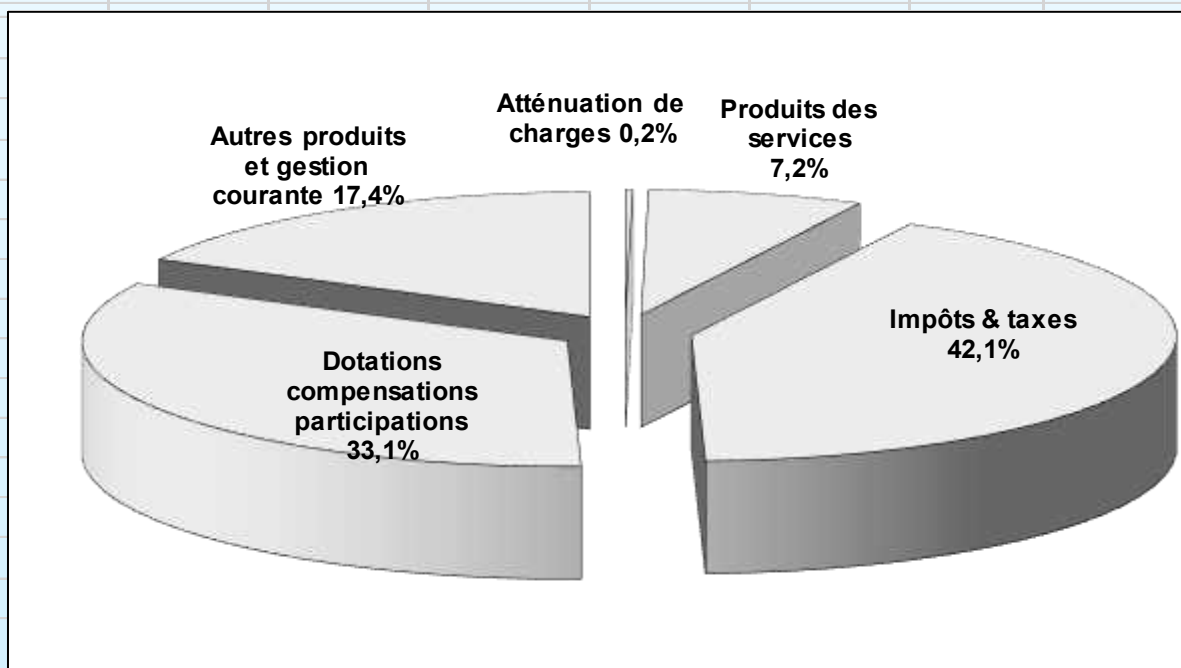 Atténuation de
charges 0,2%
Produits des
services
7,2%
Autres produits
et gestion
courante 17,4%
Impôts & taxes
42,1%
Dotations
compensations
participations
33,1%